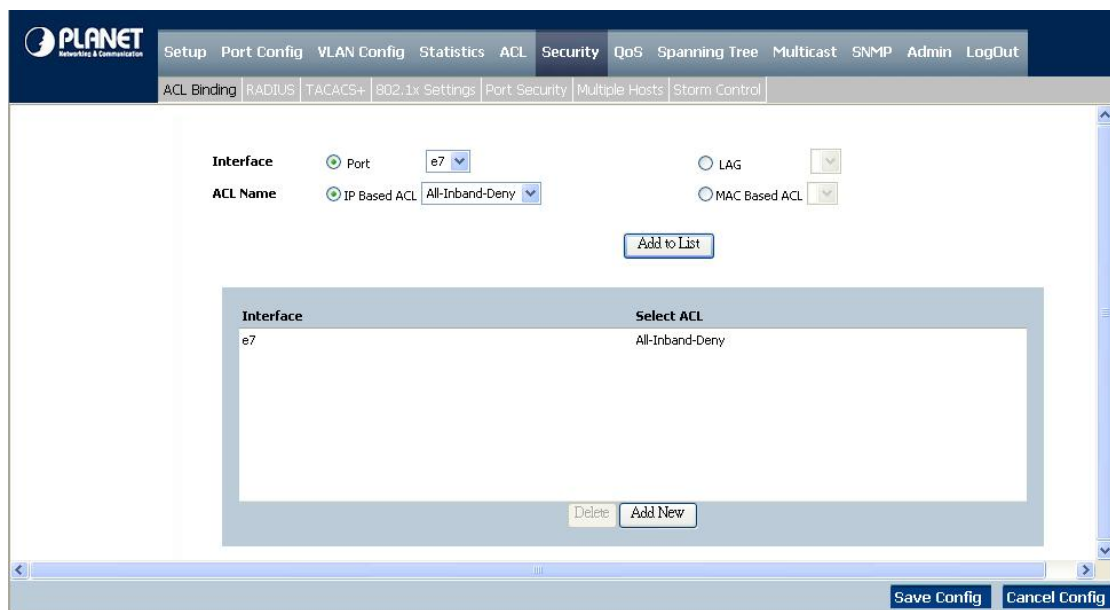 PLANET
Networking & Communication
Setup Port Config VLAN Config Statistics ACL Security QoS Spanning Tree Multicast SNMP Admin LogOut
ACL Binding RADIUS TACACS+ 802.1x Settings Port Security Multiple Hosts Storm Control
Interface Port e7 LAG
ACL Name IP Based ACL All-Inband-Deny MAC Based ACL
Add to List
Interface Select ACL
e7 All-Inband-Deny
Delete Add New
Save Config Cancel Config